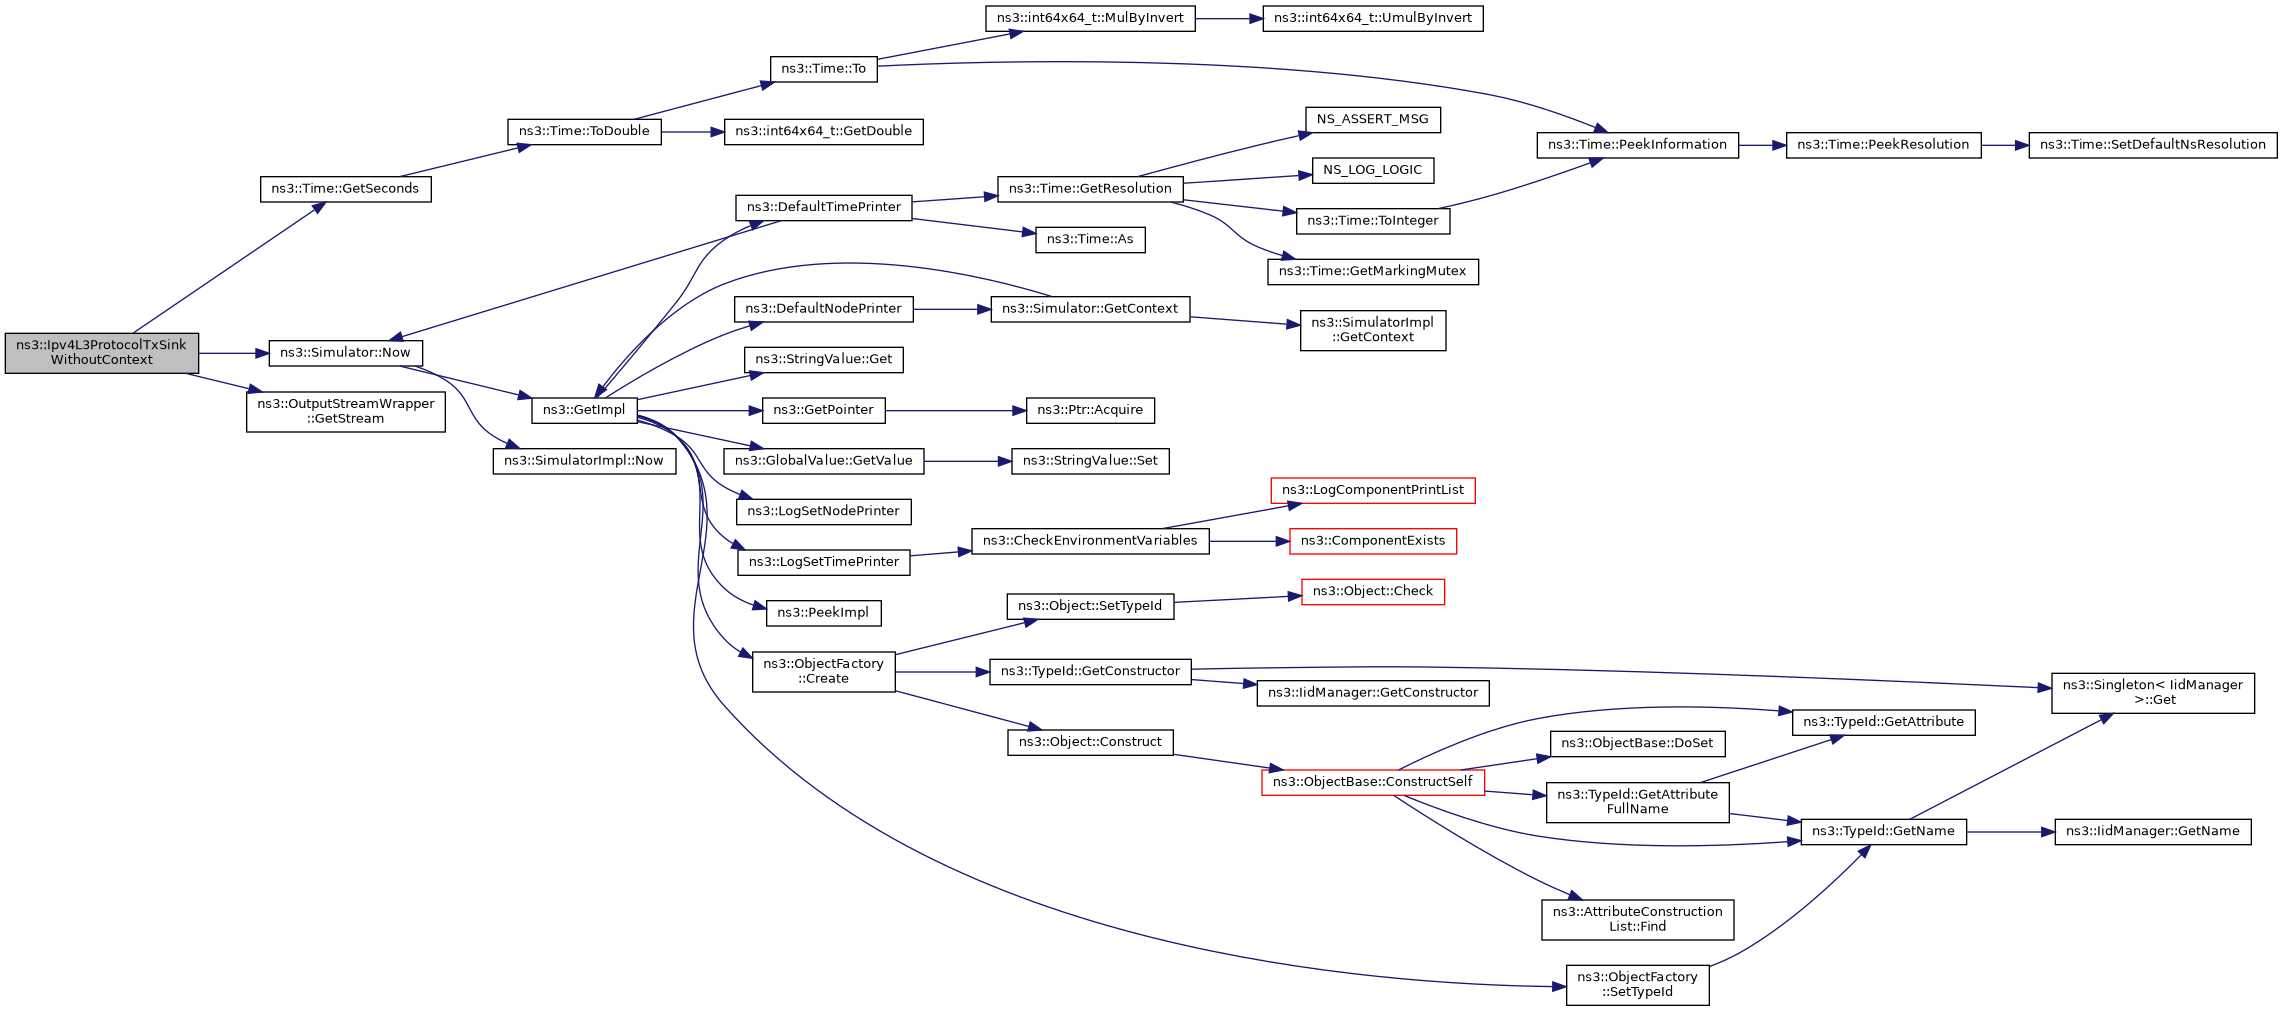 ns3::int64x64_t::MulByInvert
ns3::int64x64_t::UmulByInvert
ns3::Time::To
NS_ASSERT_MSG
ns3::Time::ToDouble
ns3::int64x64_t::GetDouble
ns3::Time::PeekInformation
ns3::Time::PeekResolution
ns3::Time::SetDefaultNsResolution
NS_LOG_LOGIC
ns3::Time::GetSeconds
ns3::Time::GetResolution
ns3::DefaultTimePrinter
ns3::Time::ToInteger
ns3::Time::As
ns3::Time::GetMarkingMutex
ns3::DefaultNodePrinter
ns3::Simulator::GetContext
ns3::SimulatorImpl
::GetContext
ns3::Ipv4L3ProtocolTxSink
WithoutContext
ns3::Simulator::Now
ns3::StringValue::Get
ns3::OutputStreamWrapper
::GetStream
ns3::GetImpl
ns3::GetPointer
ns3::Ptr::Acquire
ns3::SimulatorImpl::Now
ns3::GlobalValue::GetValue
ns3::StringValue::Set
ns3::LogComponentPrintList
ns3::LogSetNodePrinter
ns3::CheckEnvironmentVariables
ns3::ComponentExists
ns3::LogSetTimePrinter
ns3::Object::Check
ns3::Object::SetTypeId
ns3::PeekImpl
ns3::ObjectFactory
::Create
ns3::TypeId::GetConstructor
ns3::IidManager::GetConstructor
ns3::Singleton< IidManager
>::Get
ns3::TypeId::GetAttribute
ns3::Object::Construct
ns3::ObjectBase::DoSet
ns3::ObjectBase::ConstructSelf
ns3::TypeId::GetAttribute
FullName
ns3::TypeId::GetName
ns3::IidManager::GetName
ns3::AttributeConstruction
List::Find
ns3::ObjectFactory
::SetTypeId